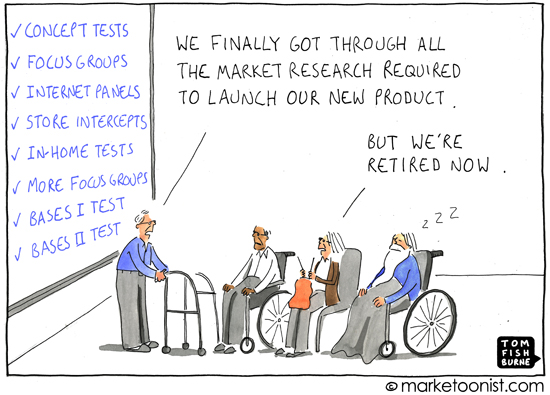 ✓ CONCEPT TESTS
✓ FOCUS GROUPS
✓ INTERNET PANELS
✓ STORE INTERCEPTS
✓ IN-HOME TESTS
✓ MORE FOCUS GROUPS
✓ BASES I TEST
✓ BASES II TEST
WE FINALLY GOT THROUGH ALL
THE MARKET RESEARCH REQUIRED
TO LAUNCH OUR NEW PRODUCT.
BUT WE'RE
RETIRED NOW.
z z z
TOM
FISH
BURNE
© marketoonist.com